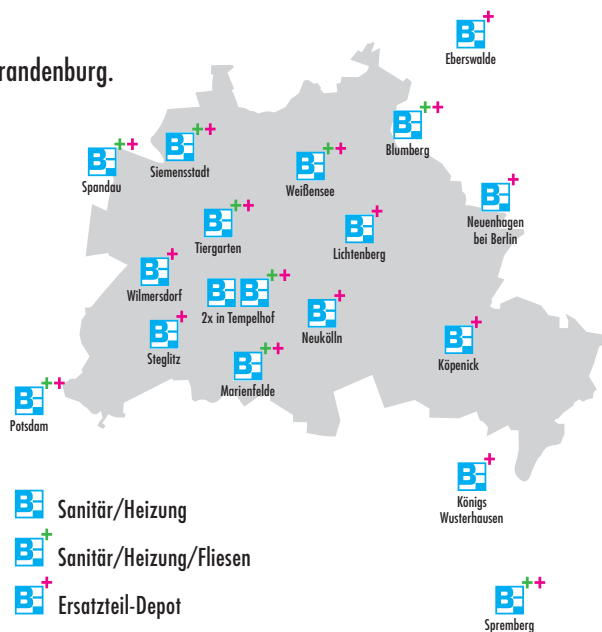 randenburg.
Eberswalde
Blumberg
Siemensstadt
Spandau
Weißensee
Neuenhagen
bei Berlin
Tiergarten
Lichtenberg
Wilmersdorf
2x in Tempelhof
Neukölln
Steglitz
Köpenick
Marienfelde
Potsdam
Königs
Wusterhausen
Spremberg
B Sanitär/Heizung
B+ Sanitär/Heizung/Fliesen
B+ Ersatzteil-Depot